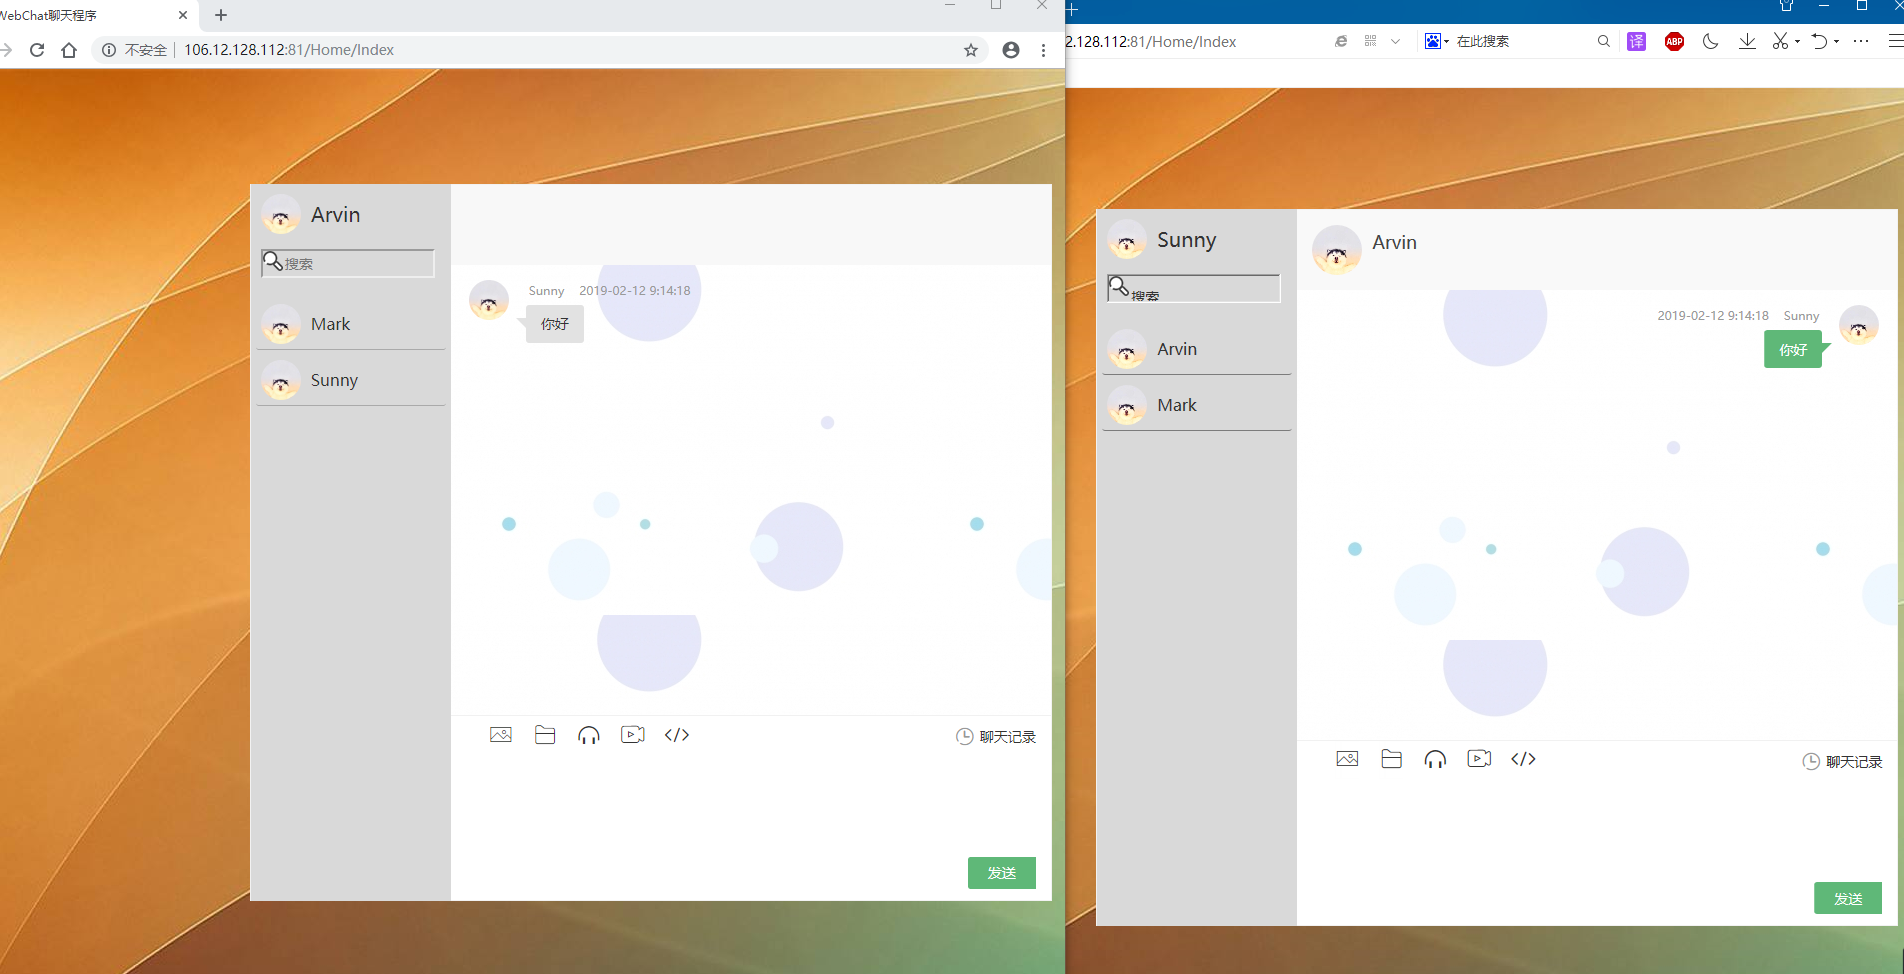 WebChat聊天程序
不安全 106.12.128.112:81/Home/Index
Arvin
搜索
Mark
Sunny
Sunny 2019-02-12 9:14:18
你好
</>
聊天记录
发送
2.128.112:81/Home/Index
在此搜索
译
ABP
Sunny
搜索
Arvin
Mark
Arvin
2019-02-12 9:14:18 Sunny
你好
</>
聊天记录
发送